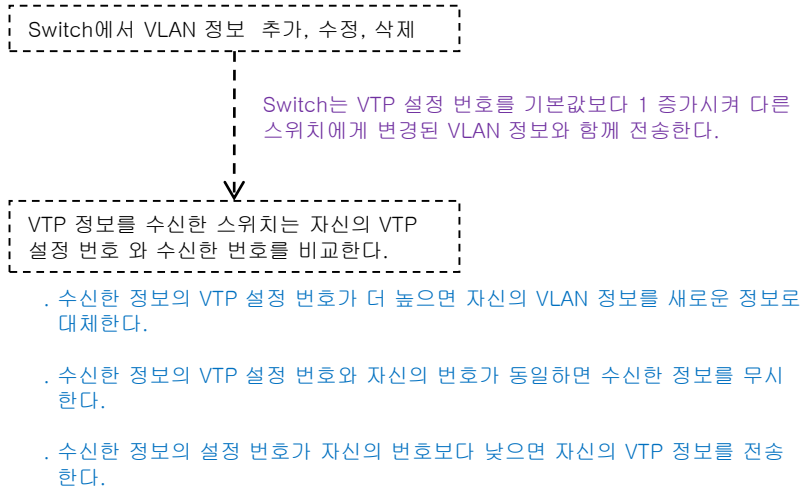 Switch에서 VLAN 정보 추가, 수정, 삭제
Switch는 VTP 설정 번호를 기본값보다 1 증가시켜 다른
스위치에게 변경된 VLAN 정보와 함께 전송한다.
VTP 정보를 수신한 스위치는 자신의 VTP
설정 번호 와 수신한 번호를 비교한다.
. 수신한 정보의 VTP 설정 번호가 더 높으면 자신의 VLAN 정보를 새로운 정보로
대체한다.
. 수신한 정보의 VTP 설정 번호와 자신의 번호가 동일하면 수신한 정보를 무시
한다.
. 수신한 정보의 설정 번호가 자신의 번호보다 낮으면 자신의 VTP 정보를 전송
한다.